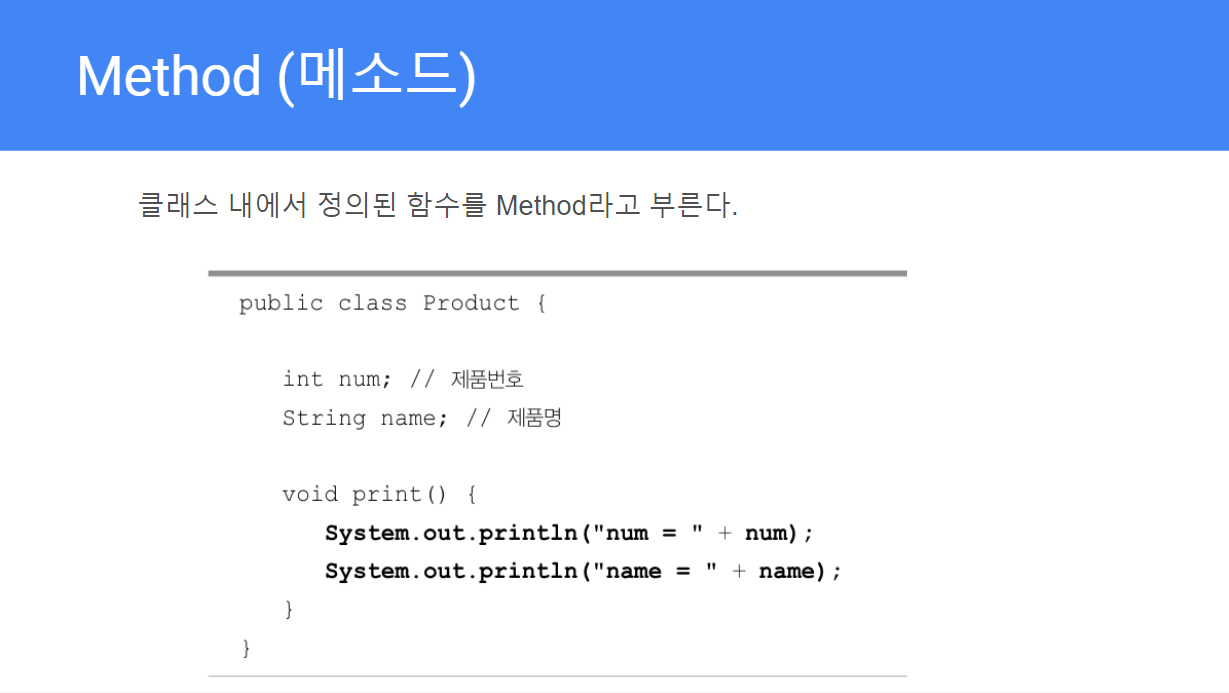 Method (메소드)
클래스 내에서 정의된 함수를 Method라고 부른다.
public class Product {
int num; // 제품번호
String name; // 제품명
void print() {
System.out.println("num = " + num);
System.out.println("name = " + name);
}
}